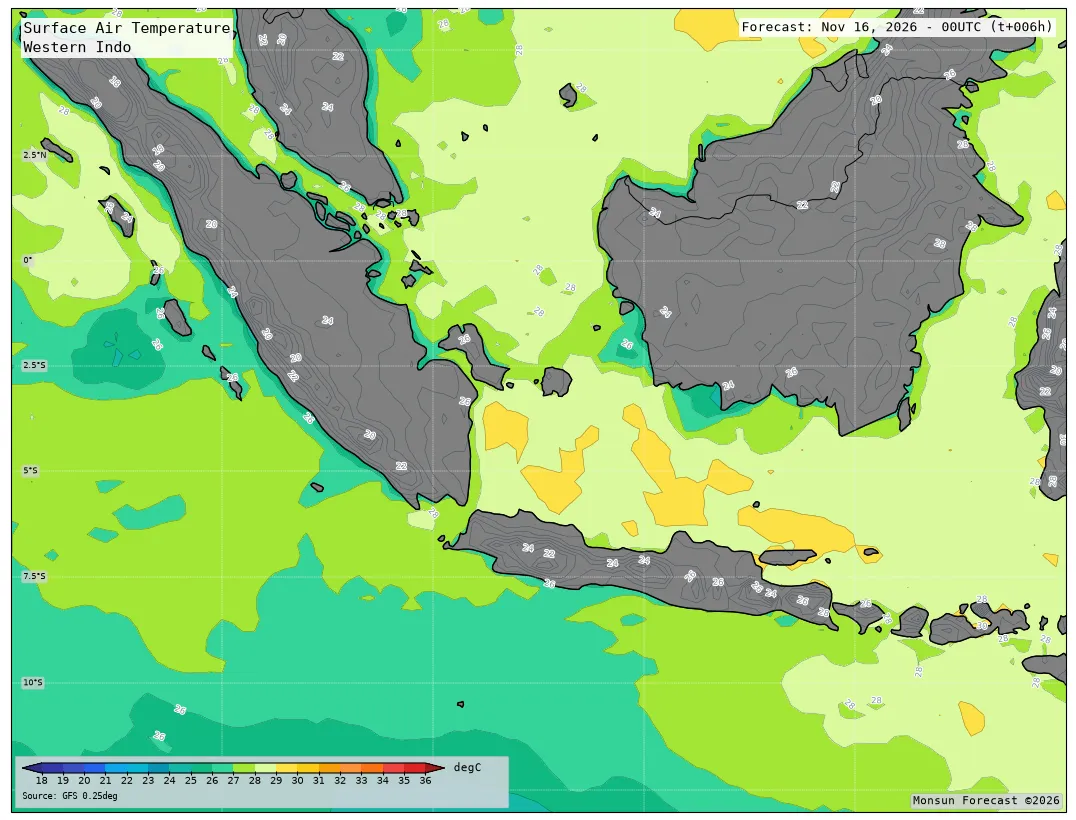 Surface Air Temperature
Western Indo
Forecast: Nov 16, 2026 - 00UTC (t+006h)
2.5°N
0°
2.5°S
5°S
7.5°S
10°S
18 19 20 21 22 23 24 25 26 27 28 29 30 31 32 33 34 35 36
degC
Source: GFS 0.25deg
Monsun Forecast ©2026